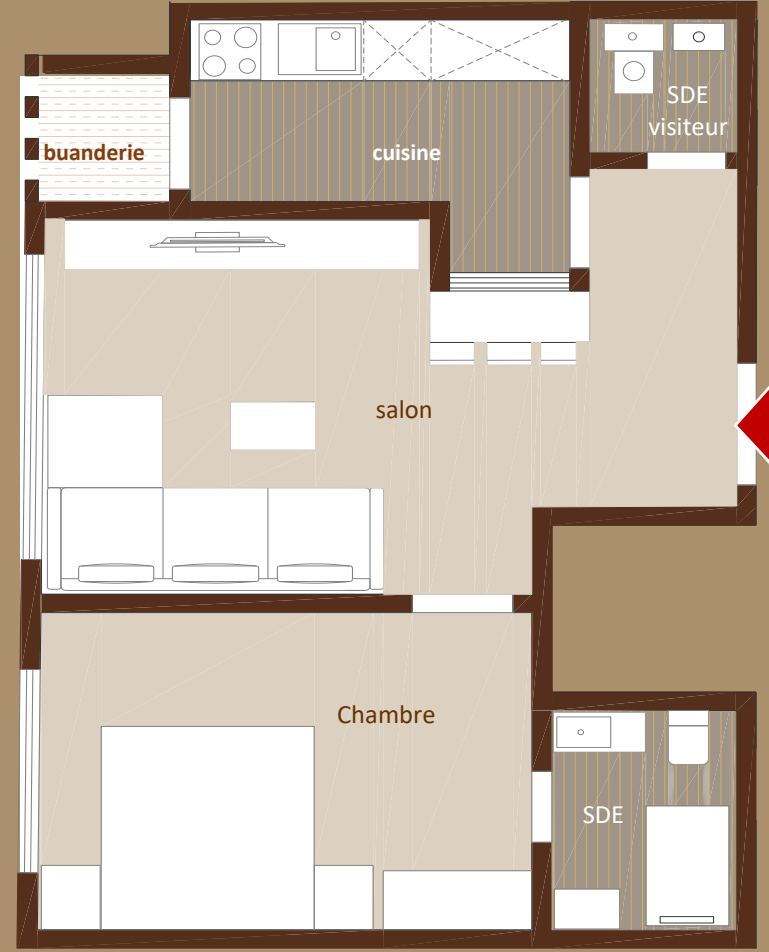 SDE
visiteur
buanderie
cuisine
salon
Chambre
SDE